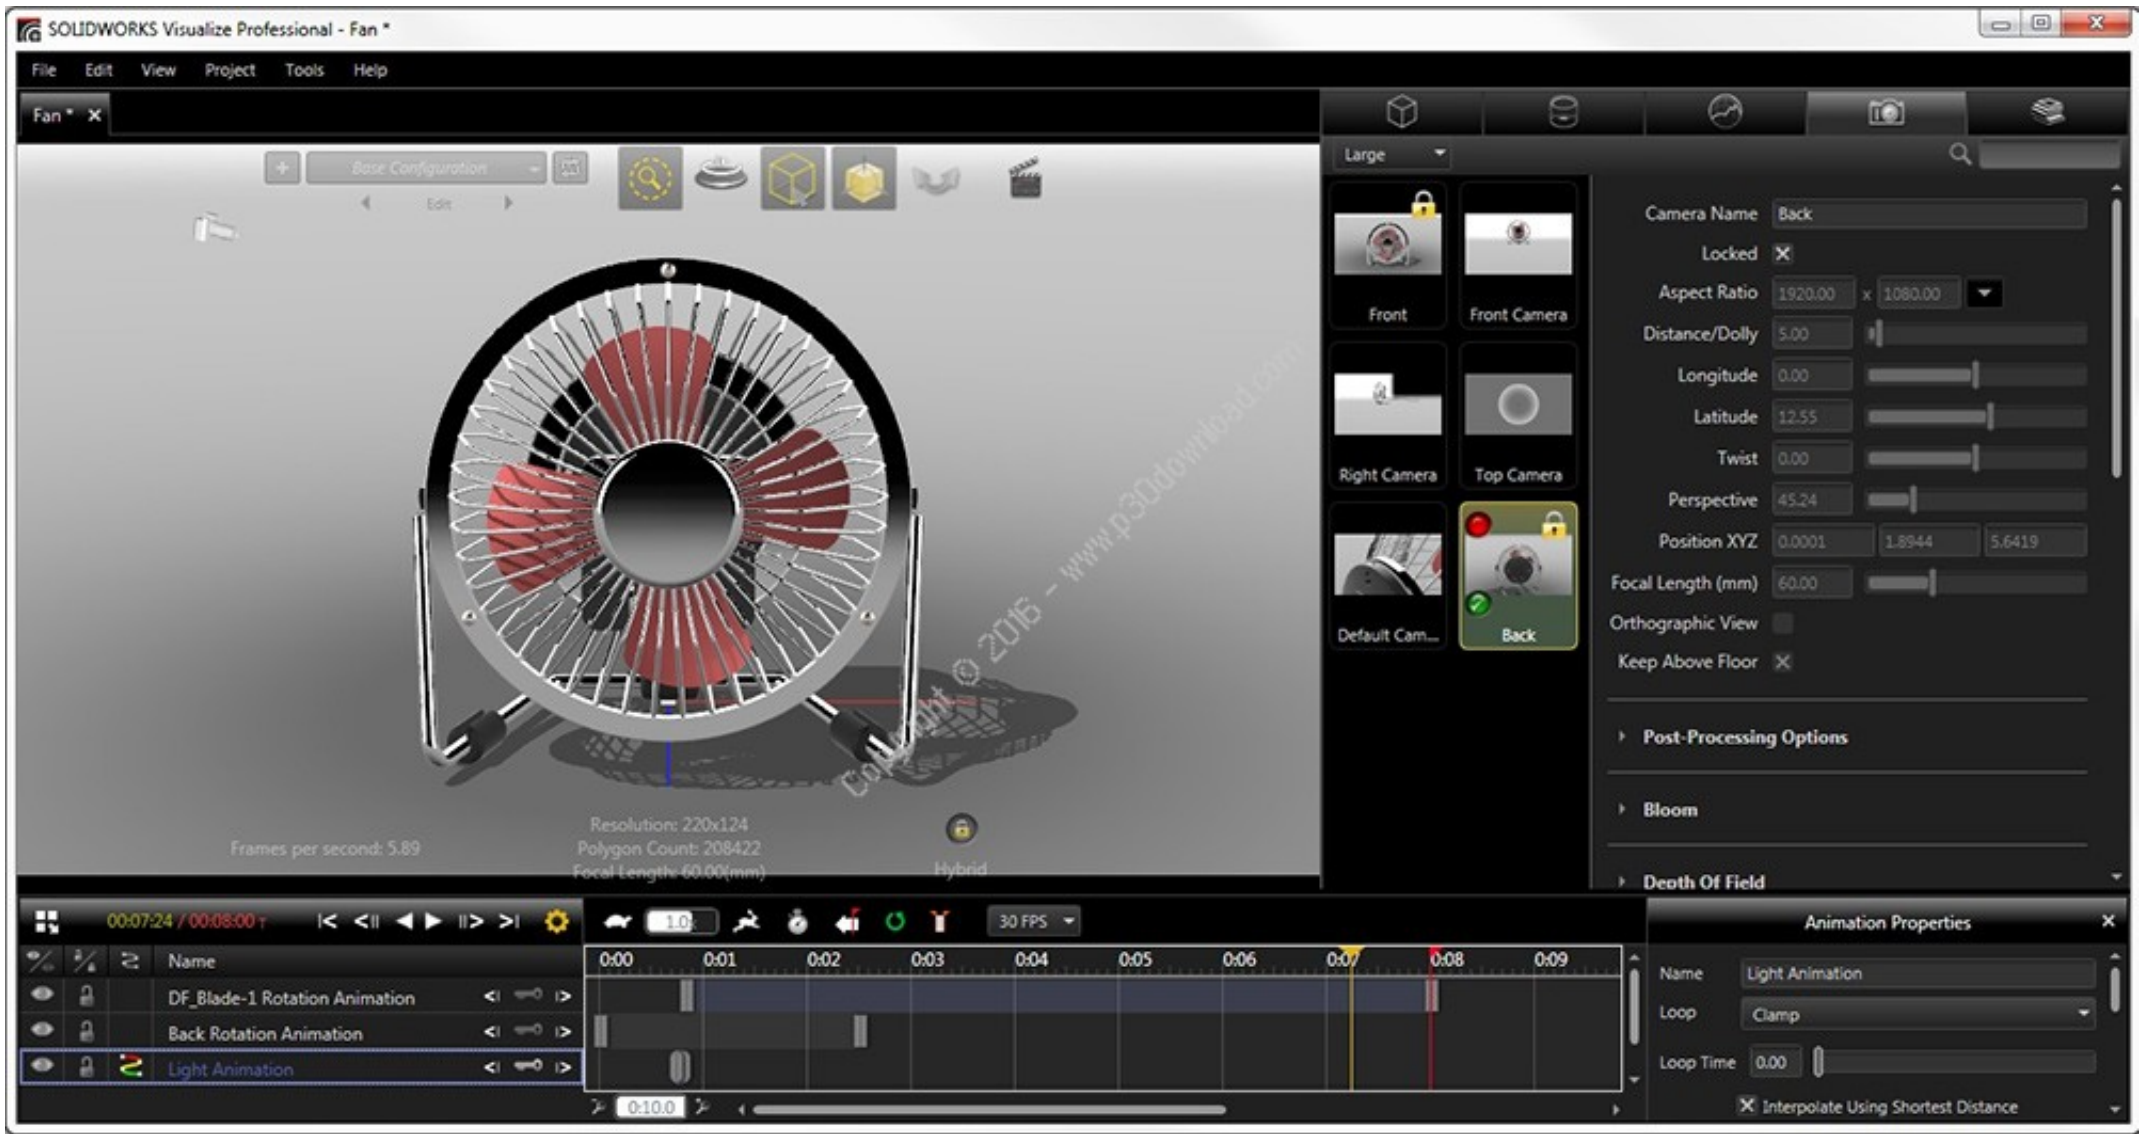 SOLIDWORKS Visualize Professional - Fan *
File Edit View Project Tools Help
Fan * X
Base Configuration
Edit
Large
Front
Front Camera
Right Camera
Top Camera
Default Cam...
Back
Camera Name Back
Locked
Aspect Ratio 1920.00 x 1080.00
Distance/Dolly 5.00
Longitude 0.00
Latitude 12.55
Twist 0.00
Perspective 45.24
Position XYZ 0.0001 1.8944 5.6419
Focal Length (mm) 60.00
Orthographic View
Keep Above Floor
Post-Processing Options
Bloom
Depth Of Field
Copyright © 2016 - www.p30download.com
Resolution: 220x124
Frames per second: 5.89
Polygon Count: 208422
Focal Length: 60.00(mm)
Hybrid
00:07:24 / 00:08:00 T
1.0x
30 FPS
Animation Properties
Name
0:00 0:01 0:02 0:03 0:04 0:05 0:06 0:07 0:08 0:09
DF_Blade-1 Rotation Animation
Back Rotation Animation
Light Animation
0:10.0
Name Light Animation
Loop Clamp
Loop Time 0.00
Interpolate Using Shortest Distance